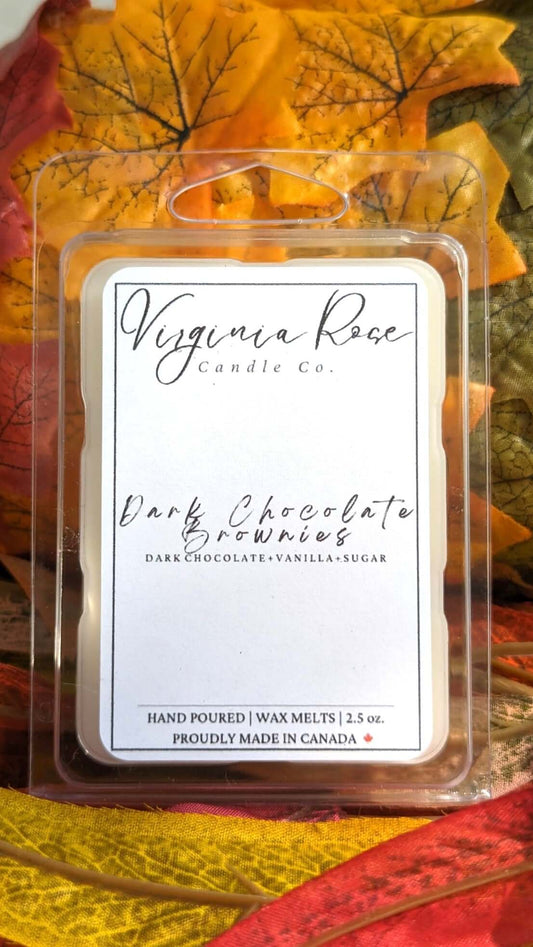 Virginia Rose
Candle Co.
Dark Chocolate
Brownies
DARK CHOCOLATE+VANILLA+SUGAR
HAND POURED | WAX MELTS | 2.5 oz.
PROUDLY MADE IN CANADA